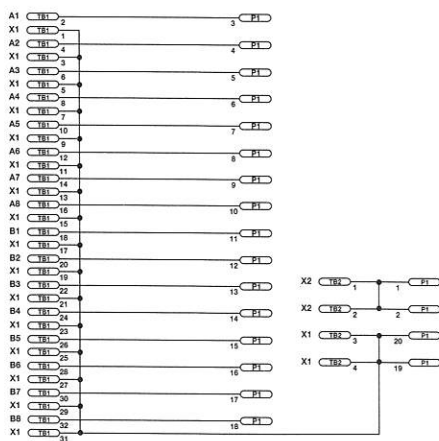 A1 TB1 2 3 P1
X1 TB1 1
A2 TB1 4 4 P1
X1 TB1 3
A3 TB1 6 5 P1
X1 TB1 5
A4 TB1 8 6 P1
X1 TB1 7
A5 TB1 10 7 P1
X1 TB1 9
A6 TB1 12 8 P1
X1 TB1 11
A7 TB1 14 9 P1
X1 TB1 13
A8 TB1 16 10 P1
X1 TB1 15
B1 TB1 18 11 P1
X1 TB1 17
B2 TB1 20 12 P1
X1 TB1 19
B3 TB1 22 13 P1
X1 TB1 21
B4 TB1 24 14 P1
X1 TB1 23
B5 TB1 26 15 P1
X1 TB1 25
B6 TB1 28 16 P1
X1 TB1 27
B7 TB1 30 17 P1
X1 TB1 29
B8 TB1 32 18 P1
X1 TB1 31
X2 TB2 1 1 P1
X2 TB2 2 2 P1
X1 TB2 3 20 P1
X1 TB2 4 19 P1